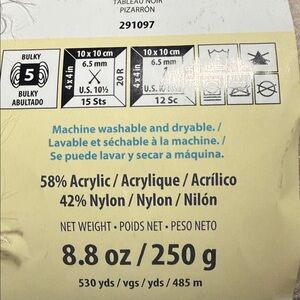 TABLEAU NOIR
PIZARRÓN
291097
BULKY
5
BULKY
ABULTADO
10 x 10 cm
6.5 mm
4 x 4 in
20 R
U.S. 10½
15 Sts
10 x 10 cm
6.5 mm
4 x 4 in
U.S. 10½
12 Sc
Machine washable and dryable. /
Lavable et séchable à la machine. /
Se puede lavar y secar a máquina.
58% Acrylic / Acrylique / Acrílico
42% Nylon / Nylon / Nilón
NET WEIGHT • POIDS NET • PESO NETO
8.8 oz / 250 g
530 yds / vgs / yds / 485 m